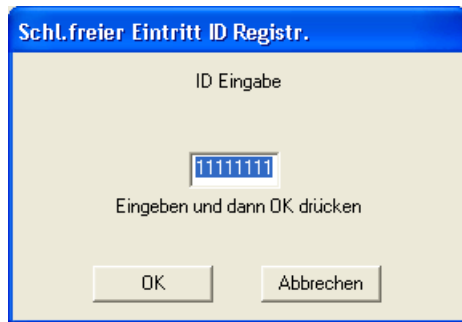 Schl.freier Eintritt ID Registr.
ID Eingabe
11111111
Eingeben und dann OK drücken
OK Abbrechen